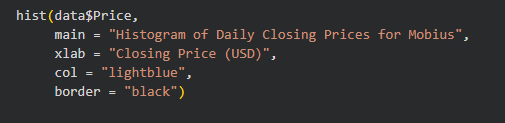 hist(data$Price,
     main = "Histogram of Daily Closing Prices for Mobius",
     xlab = "Closing Price (USD)",
     col = "lightblue",
     border = "black")